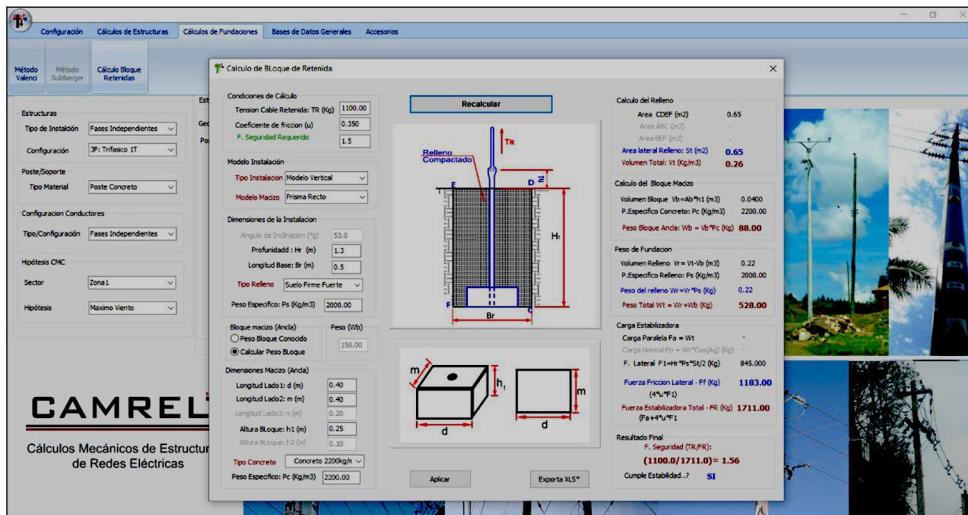 Configuración Cálculos de Estructuras Cálculos de Fundaciones Bases de Datos Generales Accesorios
Método Valenci
Método Sulzberger
Cálculo Bloque Retenidas
Estructuras
Tipo de Instalción Fases Independientes
Configuración 3F: Trifasico 1T
Poste/Soporte
Tipo Material Poste Concreto
Configuracion Conductores
Tipo/Configuración Fases Independientes
Hipótesis CMC
Sector Zona1
Hipótesis Maximo Viento
CAMREL
Cálculos Mecánicos de Estructur
de Redes Eléctricas
Calculo de BLoque de Retenida
Condiciones de Cálculo
Tension Cable Retenida: TR (Kg) 1100.00
Coeficiente de friccion (u) 0.350
F. Seguridad Requerido 1.5
Modelo Instalación
Tipo Instalacion Modelo Vertical
Modelo Macizo Prisma Recto
Dimensiones de la Instalacion
Angulo de Inclinacion (ºg) 53.0
Profunidadd : Hr (m) 1.3
Longitud Base: Br (m) 0.5
Tipo Relleno Suelo Firme Fuerte
Peso Especifico: Ps (Kg/m3) 2000.00
Bloque macizo (Ancla) Peso (Wb)
Peso Bloque Conocido
Calcular Peso BLoque
150.00
Dimensiones Macizo (Ancla)
Longitud Lado1: d (m) 0.40
Longitud Lado2: m (m) 0.40
Longitud Lado3: n (m) 0.20
Altura BLoque: h1 (m) 0.25
Altura BLoque: h2 (m) 0.10
Tipo Concreto Concreto 2200kg/n
Peso Especifico: Pc (Kg/m3) 2200.00
Recalcular
TR
Relleno
Compactado
E D
Hr
F C
Br
m h1 m
d d
Aplicar Exporta XLS*
Calculo del Relleno
Area CDEF (m2) 0.65
Area ABC (m2) -
Area BEF (m2) -
Area lateral Relleno: St (m2) 0.65
Volumen Total: Vt (Kg/m3) 0.26
Calculo del Bloque Macizo
Volumen Bloque Vb=Ab*h1 (m3) 0.0400
P.Especifico Concreto: Pc (Kg/m3) 2200.00
Peso Bloque Ancla: Wb = Vb*Pc (Kg) 88.00
Peso de Fundacion
Volumen Relleno Vr= Vt-Vb (m3) 0.22
P.Especifico Relleno: Ps (Kg/m3) 2000.00
Peso del relleno Wr=Vr*Ps (Kg) 0.22
Peso Total Wt = Wr+Wb (Kg) 528.00
Carga Estabilizadora
Carga Paralela Fa = Wt -
Carga Normal Fb = Wt*Cos(Ag) (Kg) -
F. Lateral F1=Hr*Ps*St/2 (Kg) 845.000
Fuerza Friccion Lateral - Ff (Kg) 1183.00
(4*u*F1)
Fuerza Estabilizadora Total - FR (Kg) 1711.00
(Fa+4*u*F1
Resultado Final
F. Seguridad (TR/FR):
(1100.0/1711.0)= 1.56
Cumple Estabilidad..? SI